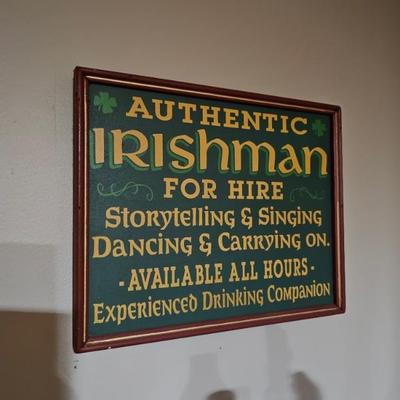 AUTHENTIC
IRISHMAN
FOR HIRE
Storytelling & Singing
Dancing & Carrying on.
- AVAILABLE ALL HOURS -
Experienced Drinking Companion